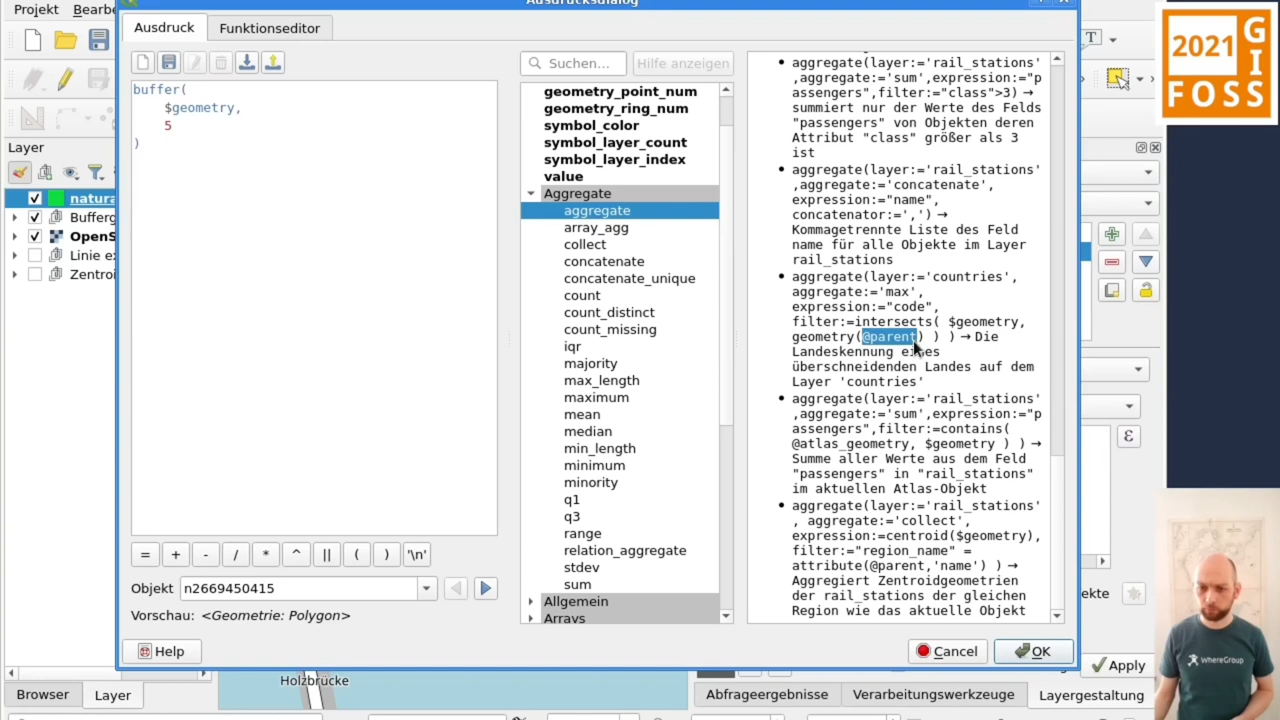 Ausdrucksdialog
Projekt
Ausdruck
Funktionseditor
buffer(
$geometry,
5
)
=
+
-
/
*
^
||
(
)
'\n'
Objekt
n2669450415
Vorschau: <Geometrie: Polygon>
Suchen...
Hilfe anzeigen
geometry_point_num
geometry_ring_num
symbol_color
symbol_layer_count
symbol_layer_index
value
Aggregate
aggregate
array_agg
collect
concatenate
concatenate_unique
count
count_distinct
count_missing
iqr
majority
max_length
maximum
mean
median
min_length
minimum
minority
q1
q3
range
relation_aggregate
stdev
sum
Allgemein
Arrays
aggregate(layer:='rail_stations'
,aggregate:='sum',expression:="p
assengers",filter:="class">3) →
summiert nur der Werte des Felds
"passengers" von Objekten deren
Attribut "class" größer als 3
ist
aggregate(layer:='rail_stations'
,aggregate:='concatenate',
expression:="name",
concatenator:=',') →
Kommagetrennte Liste des Feld
name für alle Objekte im Layer
rail_stations
aggregate(layer:='countries',
aggregate:='max',
expression:="code",
filter:=intersects( $geometry,
geometry(@parent) ) ) → Die
Landeskennung eines
überschneidenden Landes auf dem
Layer 'countries'
aggregate(layer:='rail_stations'
,aggregate:='sum',expression:="p
assengers",filter:=contains(
@atlas_geometry, $geometry ) ) →
Summe aller Werte aus dem Feld
"passengers" in "rail_stations"
im aktuellen Atlas-Objekt
aggregate(layer:='rail_stations'
, aggregate:='collect',
expression=centroid($geometry),
filter:="region_name" =
attribute(@parent,'name') ) →
Aggregiert Zentroidgeometrien
der rail_stations der gleichen
Region wie das aktuelle Objekt
Help
Cancel
OK
Layer
natura
Bufferg
OpenS
Linie ex
Zentroi
Browser
Layer
Holzbrücke
Apply
Abfrageergebnisse
Verarbeitungswerkzeuge
Layergestaltung
2021
GI
FOSS
WhereGroup